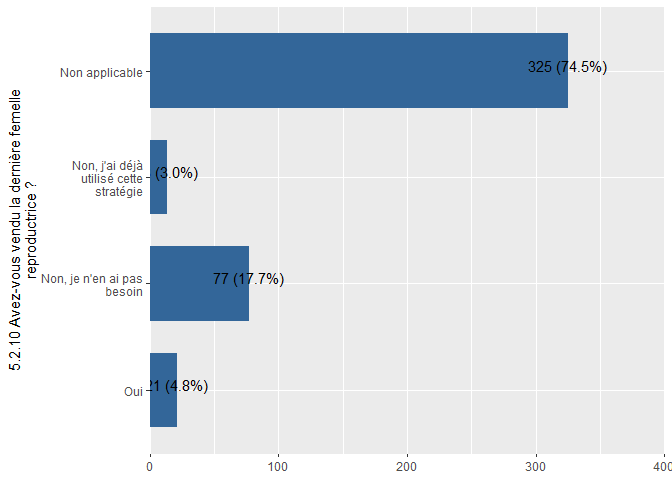 5.2.10 Avez-vous vendu la dernière femelle
reproductrice ?
Non applicable
325 (74.5%)
Non, j'ai déjà
utilisé cette
stratégie
(3.0%)
Non, je n'en ai pas
besoin
77 (17.7%)
Oui
21 (4.8%)
0
100
200
300
400